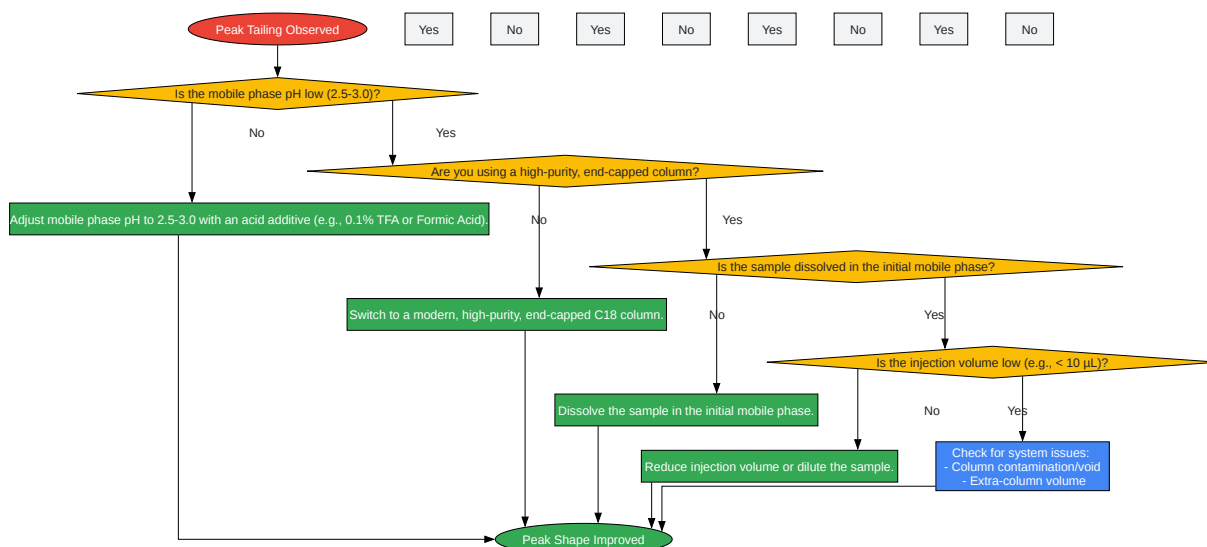 Peak Tailing Observed
Yes
No
Yes
No
Yes
No
Yes
No
Is the mobile phase pH low (2.5-3.0)?
No
Yes
Are you using a high-purity, end-capped column?
Adjust mobile phase pH to 2.5-3.0 with an acid additive (e.g., 0.1% TFA or Formic Acid).
No
Yes
Is the sample dissolved in the initial mobile phase?
Switch to a modern, high-purity, end-capped C18 column.
No
Yes
Is the injection volume low (e.g., < 10 µL)?
Dissolve the sample in the initial mobile phase.
No
Yes
Reduce injection volume or dilute the sample.
Check for system issues:
- Column contamination/void
- Extra-column volume
Peak Shape Improved